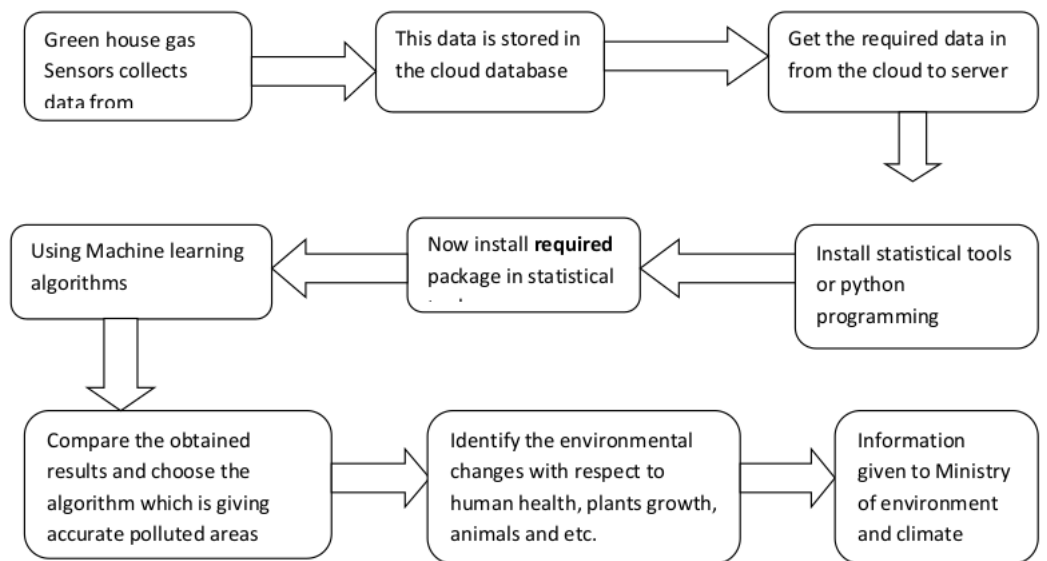 Green house gas
Sensors collects
data from
This data is stored in
the cloud database
Get the required data in
from the cloud to server
Install statistical tools
or python
programming
Now install required
package in statistical
Using Machine learning
algorithms
Compare the obtained
results and choose the
algorithm which is giving
accurate polluted areas
Identify the environmental
changes with respect to
human health, plants growth,
animals and etc.
Information
given to Ministry
of environment
and climate